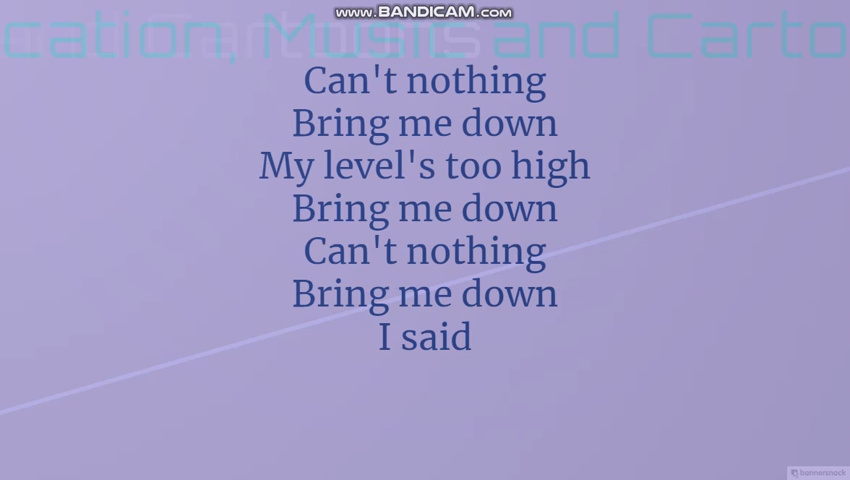 www.BANDICAM.com
cation, Music and Carto
Can't nothing
Bring me down
My level's too high
Bring me down
Can't nothing
Bring me down
I said
bannersnack